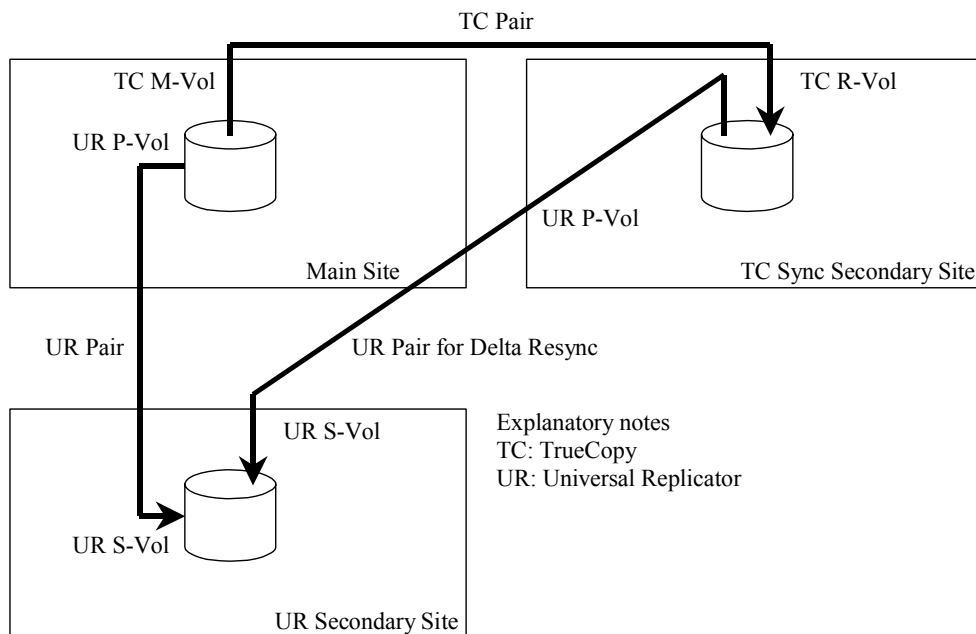 TC Pair
TC M-Vol
TC R-Vol
UR P-Vol
UR P-Vol
Main Site
TC Sync Secondary Site
UR Pair
UR Pair for Delta Resync
Explanatory notes
TC: TrueCopy
UR: Universal Replicator
UR S-Vol
UR S-Vol
UR Secondary Site